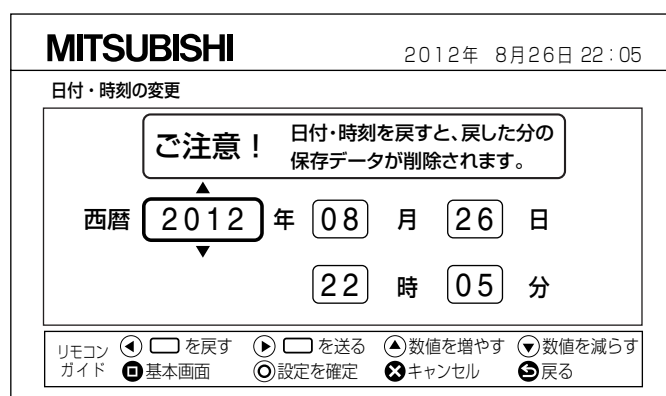 MITSUBISHI
2012年 8月26日 22:05
日付・時刻の変更
ご注意！
日付・時刻を戻すと、戻した分の
保存データが削除されます。
西暦 2012 年 08 月 26 日
22 時 05 分
リモコン
ガイド
を戻す を送る 数値を増やす 数値を減らす
基本画面 設定を確定 キャンセル 戻る